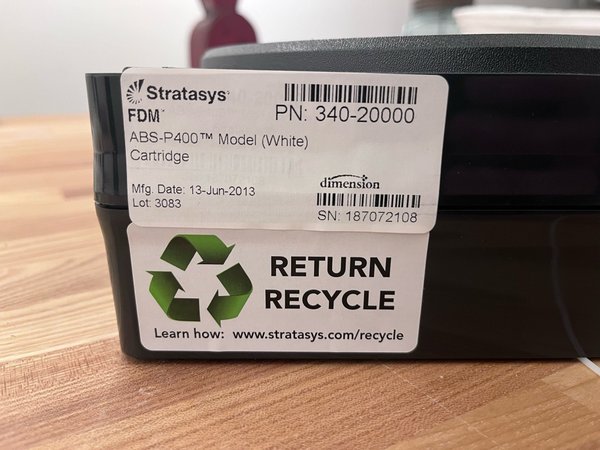 Stratasys
FDM™
PN: 340-20000
ABS-P400™ Model (White)
Cartridge
Mfg. Date: 13-Jun-2013
Lot: 3083
dimension
SN: 187072108
RETURN
RECYCLE
Learn how: www.stratasys.com/recycle